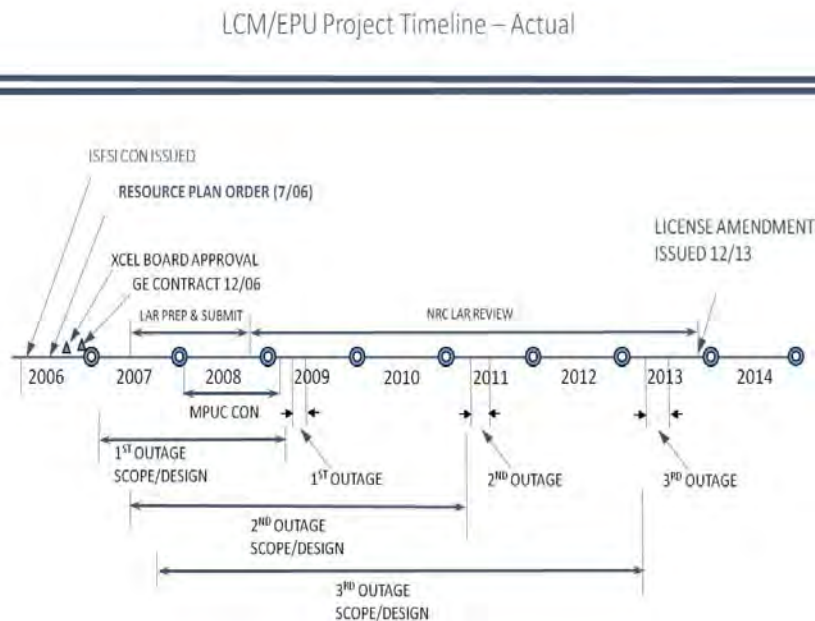 LCM/EPU Project Timeline – Actual
ISFSI CON ISSUED
RESOURCE PLAN ORDER (7/06)
XCEL BOARD APPROVAL
GE CONTRACT 12/06
LICENSE AMENDMENT
ISSUED 12/13
LAR PREP & SUBMIT
NRC LAR REVIEW
2006 2007 2008 2009 2010 2011 2012 2013 2014
MPUC CON
1ST OUTAGE
SCOPE/DESIGN
1ST OUTAGE
2ND OUTAGE
3RD OUTAGE
2ND OUTAGE
SCOPE/DESIGN
3RD OUTAGE
SCOPE/DESIGN